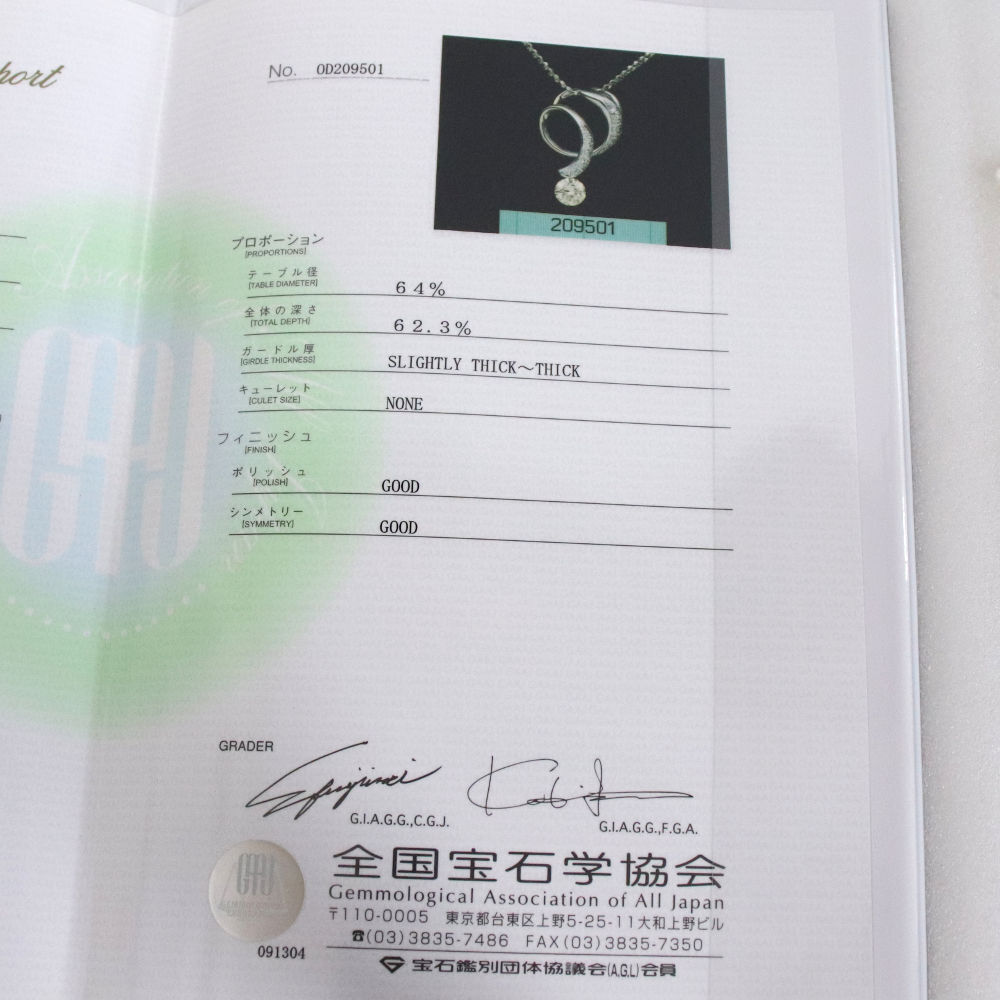 port
No. OD209501
209501
プロポーション
[PROPORTIONS]
テーブル径
[TABLE DIAMETER]
64%
全体の深さ
[TOTAL DEPTH]
62.3%
ガードル厚
[GIRDLE THICKNESS]
SLIGHTLY THICK～THICK
キューレット
[CULET SIZE]
NONE
フィニッシュ
[FINISH]
ポリッシュ
[POLISH]
GOOD
シンメトリー
[SYMMETRY]
GOOD
GRADER
G.I.A.G.G.,C.G.J.
G.I.A.G.G.,F.G.A.
全国宝石学協会
Gemmological Association of All Japan
〒110-0005 東京都台東区上野5-25-11大和上野ビル
☎(03)3835-7486 FAX(03)3835-7350
宝石鑑別団体協議会(A.G.L)会員
091304